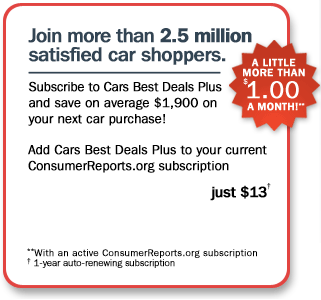 Join more than 2.5 million
satisfied car shoppers.
A LITTLE
MORE THAN
$1.00
A MONTH!**
Subscribe to Cars Best Deals Plus
and save on average $1,900 on
your next car purchase!
Add Cars Best Deals Plus to your current
ConsumerReports.org subscription
just $13†
**With an active ConsumerReports.org subscription
† 1-year auto-renewing subscription